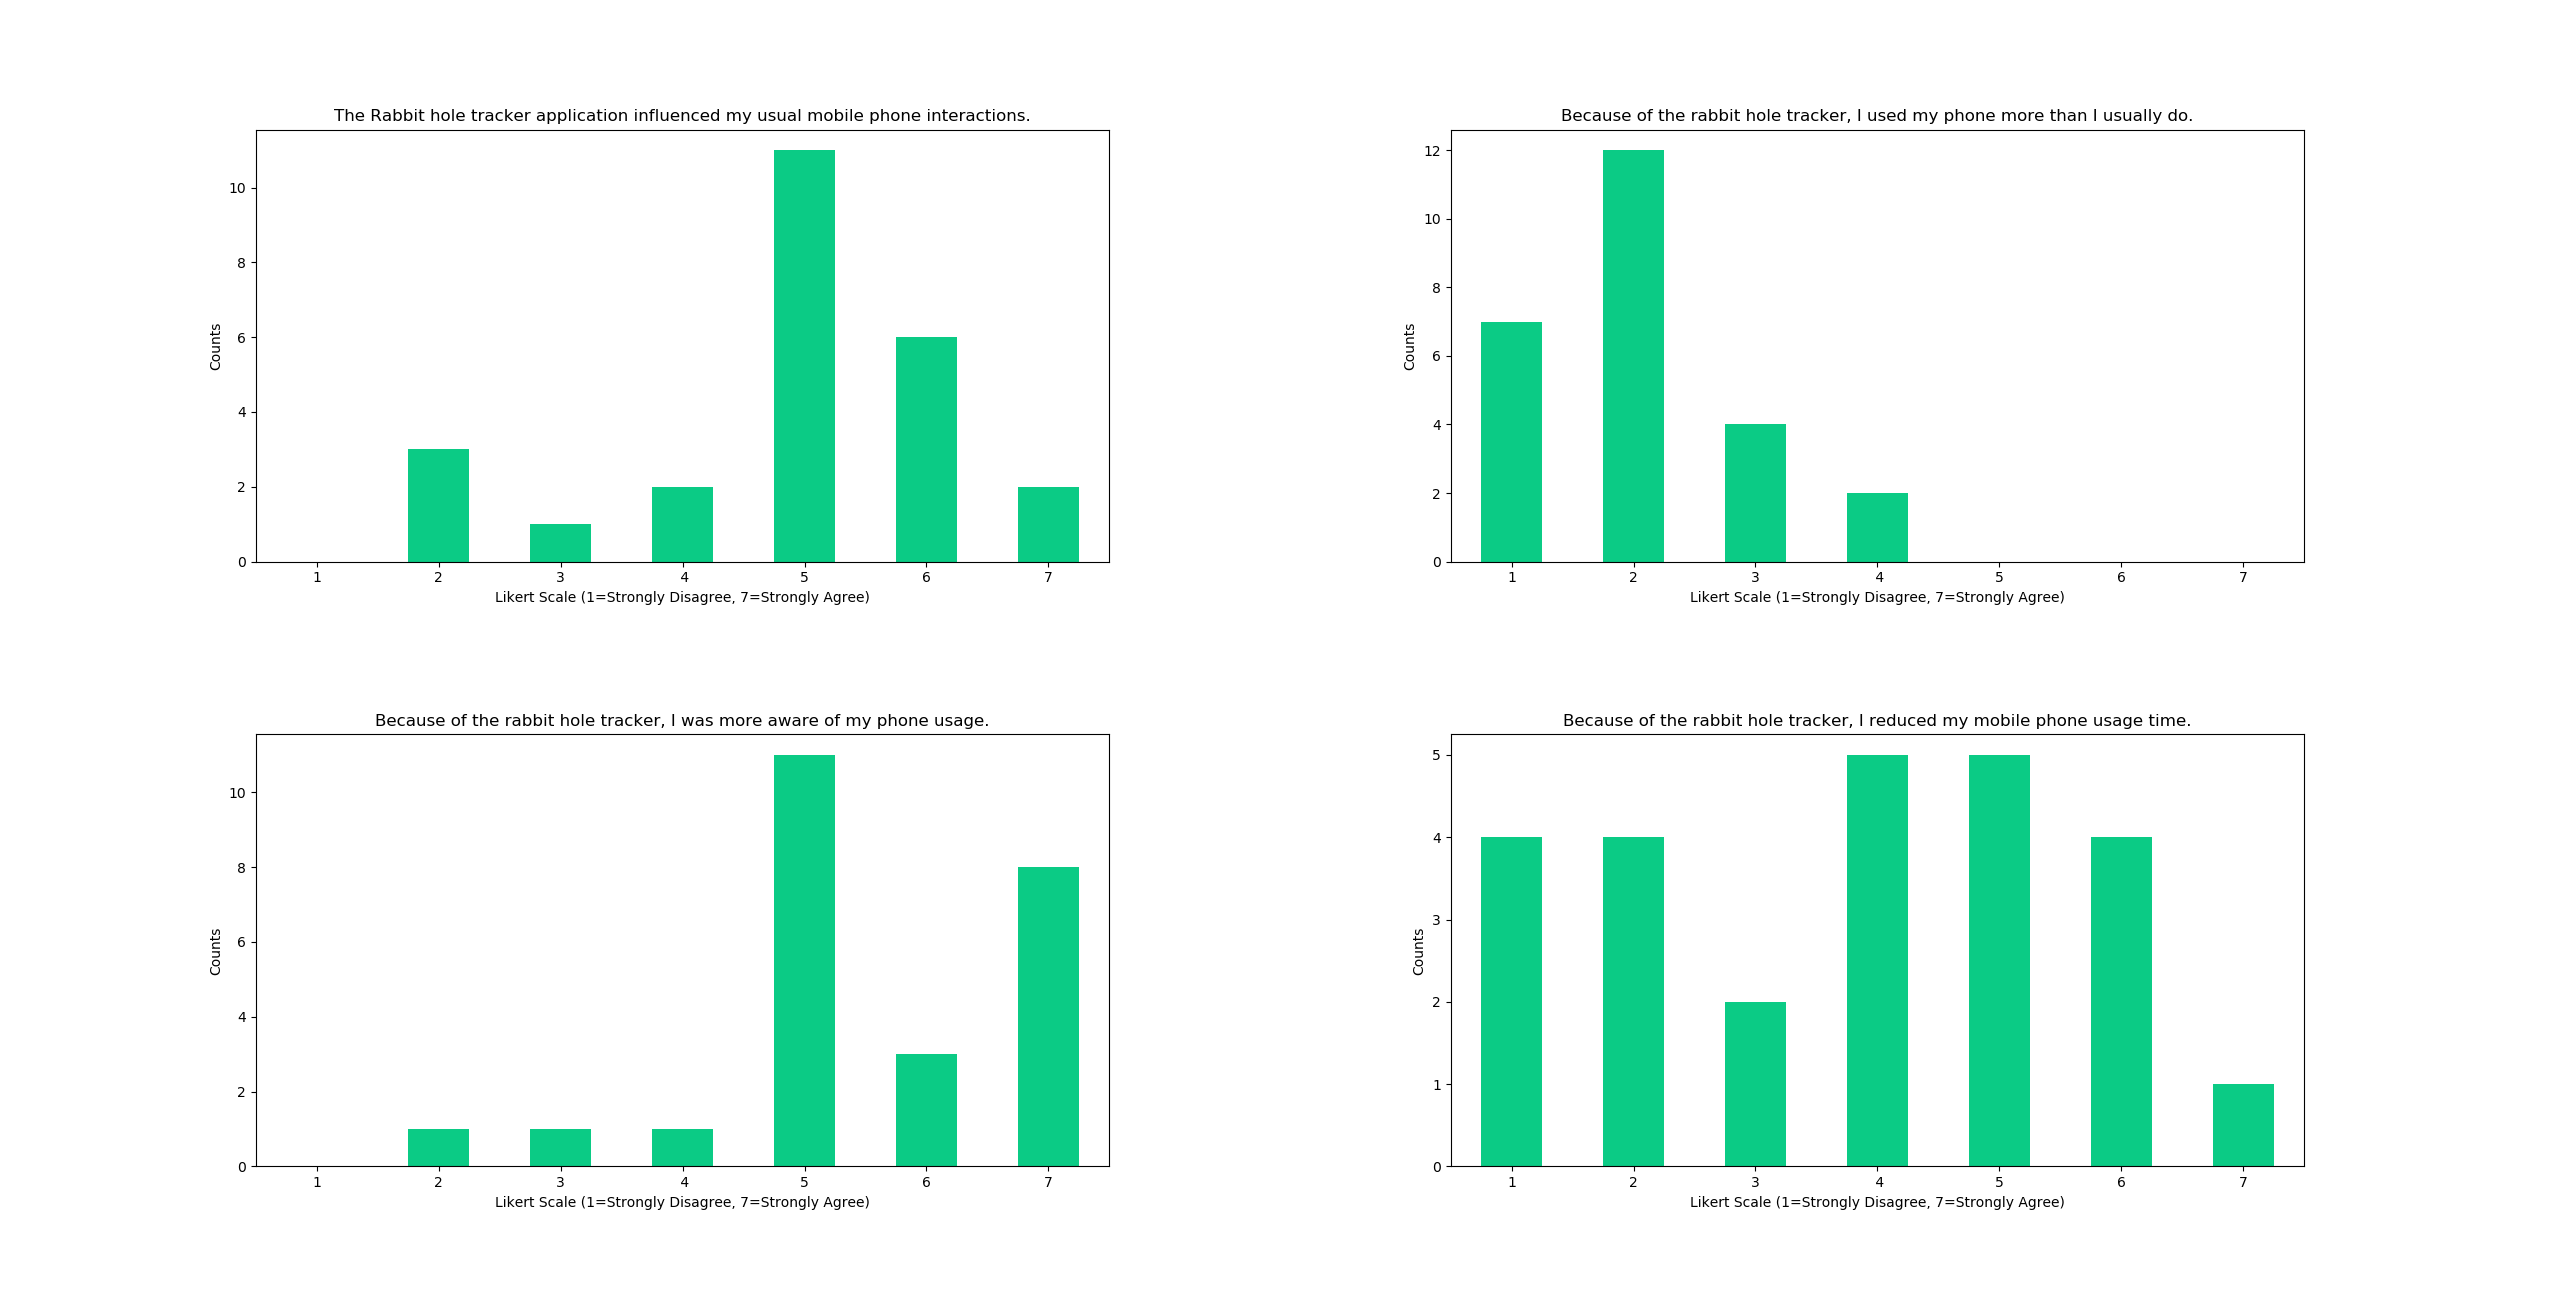 The Rabbit hole tracker application influenced my usual mobile phone interactions.
Counts
10
8
6
4
2
0
1 2 3 4 5 6 7
Likert Scale (1=Strongly Disagree, 7=Strongly Agree)
Because of the rabbit hole tracker, I used my phone more than I usually do.
Counts
12
10
8
6
4
2
0
1 2 3 4 5 6 7
Likert Scale (1=Strongly Disagree, 7=Strongly Agree)
Because of the rabbit hole tracker, I was more aware of my phone usage.
Counts
10
8
6
4
2
0
1 2 3 4 5 6 7
Likert Scale (1=Strongly Disagree, 7=Strongly Agree)
Because of the rabbit hole tracker, I reduced my mobile phone usage time.
Counts
5
4
3
2
1
0
1 2 3 4 5 6 7
Likert Scale (1=Strongly Disagree, 7=Strongly Agree)